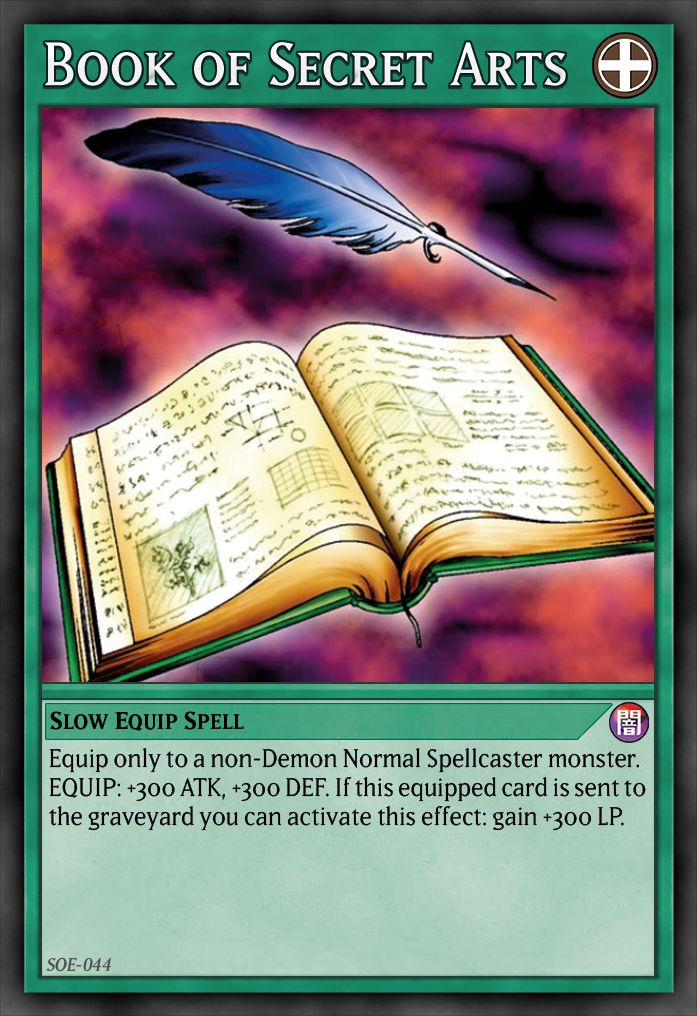 Book of Secret Arts
Slow Equip Spell
闇
Equip only to a non-Demon Normal Spellcaster monster.
EQUIP: +300 ATK, +300 DEF. If this equipped card is sent to
the graveyard you can activate this effect: gain +300 LP.
SOE-044